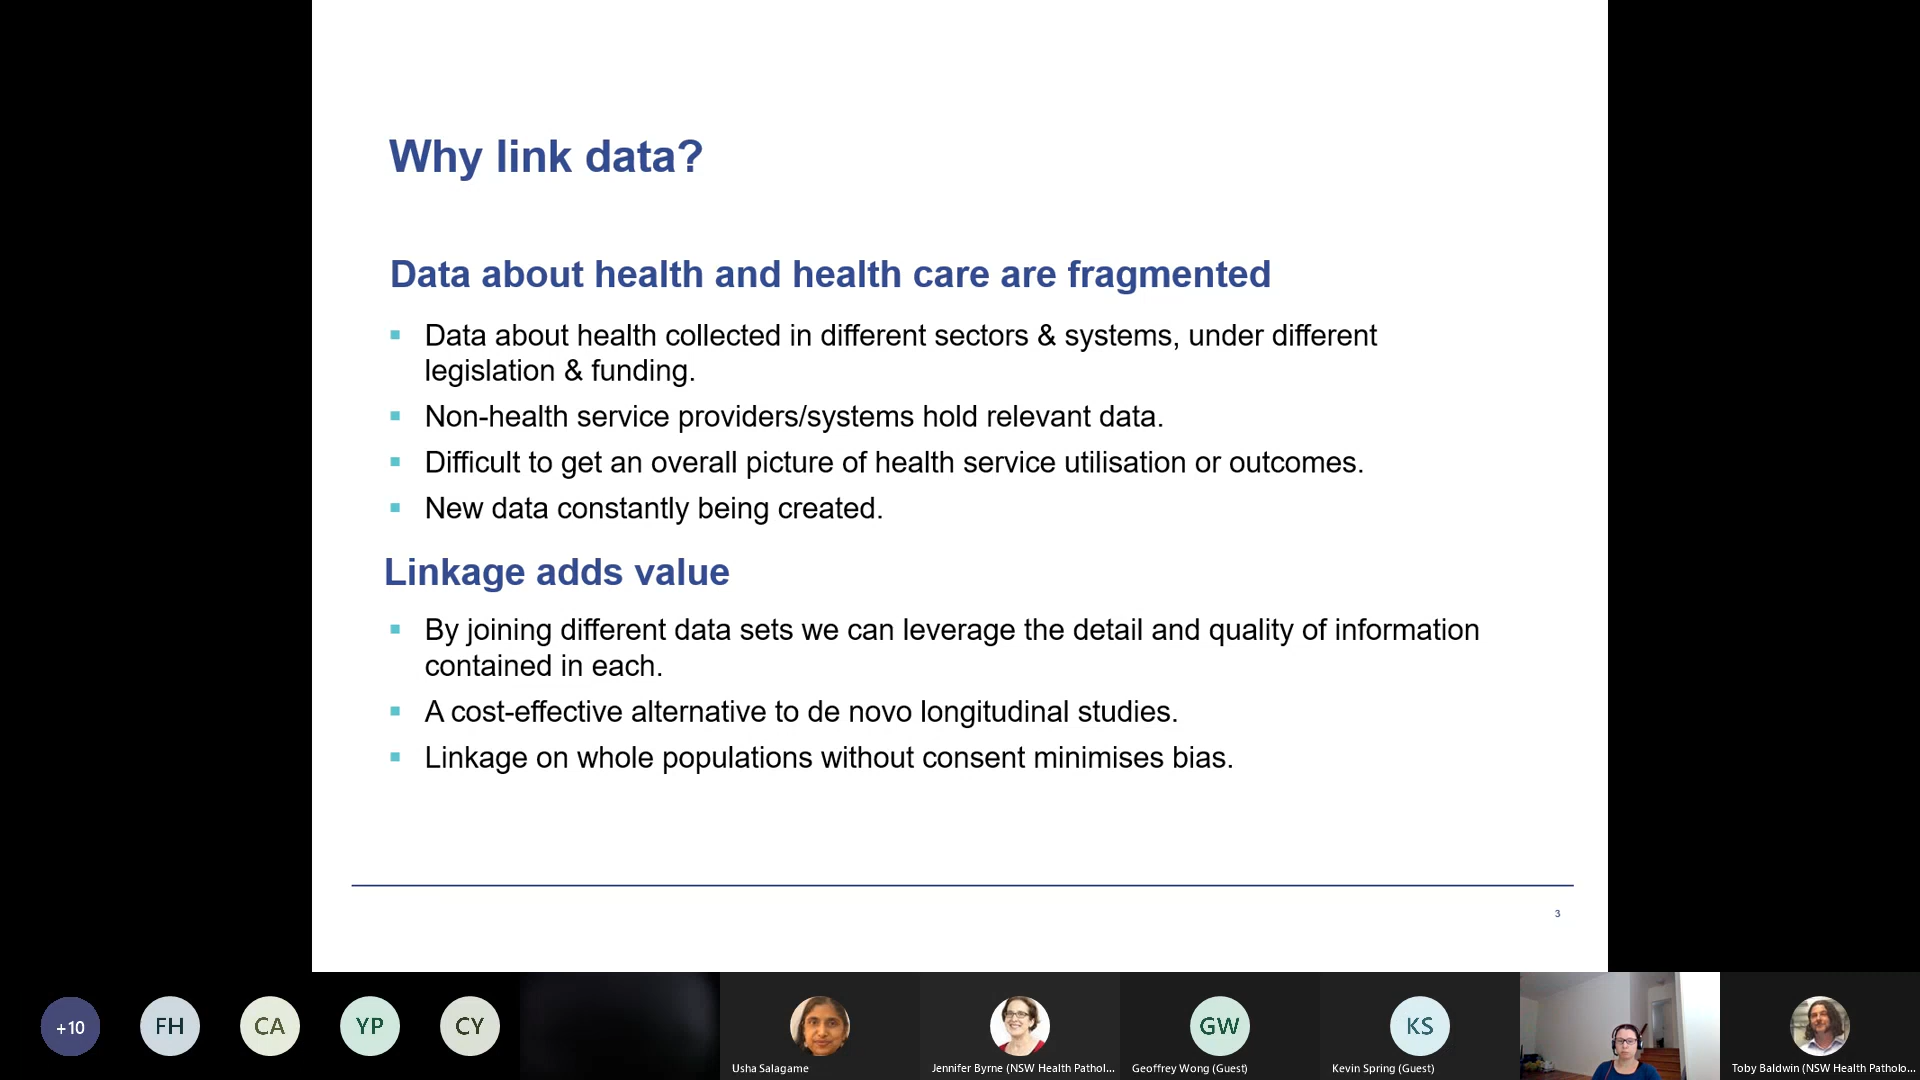 Why link data?
Data about health and health care are fragmented
Data about health collected in different sectors & systems, under different
legislation & funding.
Non-health service providers/systems hold relevant data.
Difficult to get an overall picture of health service utilisation or outcomes.
New data constantly being created.
Linkage adds value
By joining different data sets we can leverage the detail and quality of information
contained in each.
A cost-effective alternative to de novo longitudinal studies.
Linkage on whole populations without consent minimises bias.
3
+10
FH
CA
YP
CY
GW
KS
Usha Salagame
Jennifer Byrne (NSW Health Pathol...
Geoffrey Wong (Guest)
Kevin Spring (Guest)
Toby Baldwin (NSW Health Patholo...